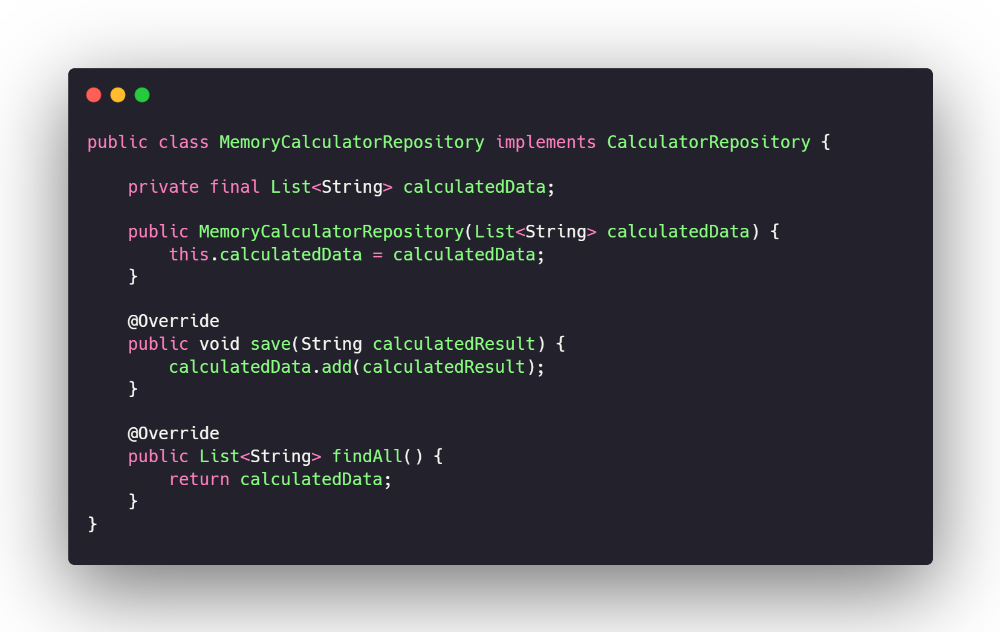 public class MemoryCalculatorRepository implements CalculatorRepository {

    private final List<String> calculatedData;

    public MemoryCalculatorRepository(List<String> calculatedData) {
        this.calculatedData = calculatedData;
    }

    @Override
    public void save(String calculatedResult) {
        calculatedData.add(calculatedResult);
    }

    @Override
    public List<String> findAll() {
        return calculatedData;
    }
}